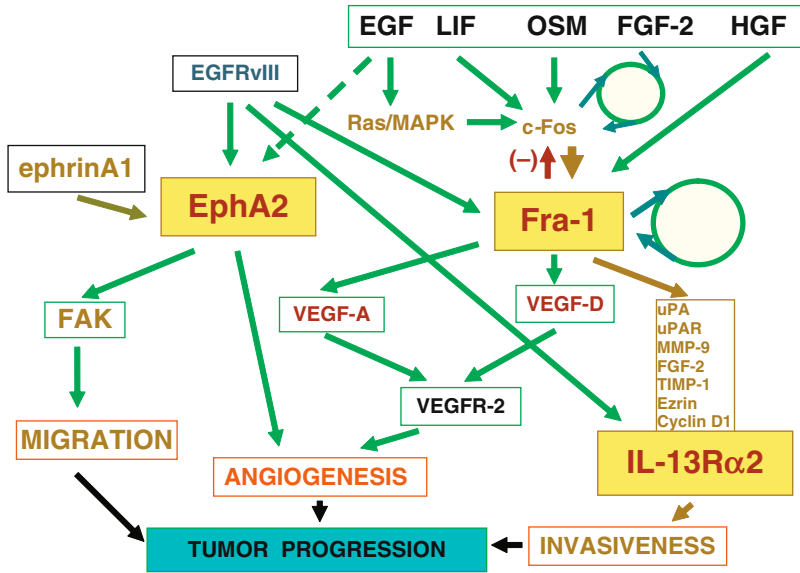 EGF LIF OSM FGF-2 HGF
EGFRvIII
Ras/MAPK
c-Fos
(–)
ephrinA1
EphA2
Fra-1
VEGF-A
VEGF-D
FAK
uPA
uPAR
MMP-9
FGF-2
TIMP-1
Ezrin
Cyclin D1
VEGFR-2
MIGRATION
IL-13Rα2
ANGIOGENESIS
TUMOR PROGRESSION
INVASIVENESS